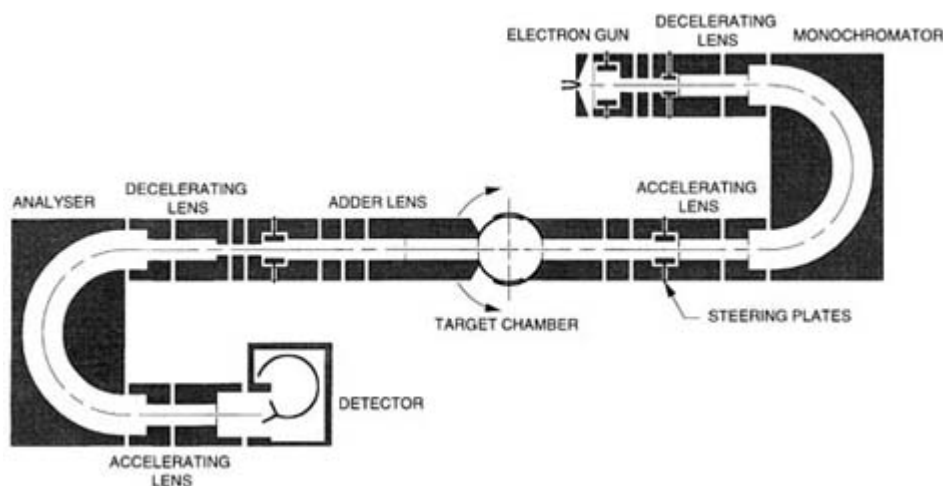 ELECTRON GUN
DECELERATING
LENS
MONOCHROMATOR
ANALYSER
DECELERATING
LENS
ADDER LENS
ACCELERATING
LENS
TARGET CHAMBER
STEERING PLATES
DETECTOR
ACCELERATING
LENS